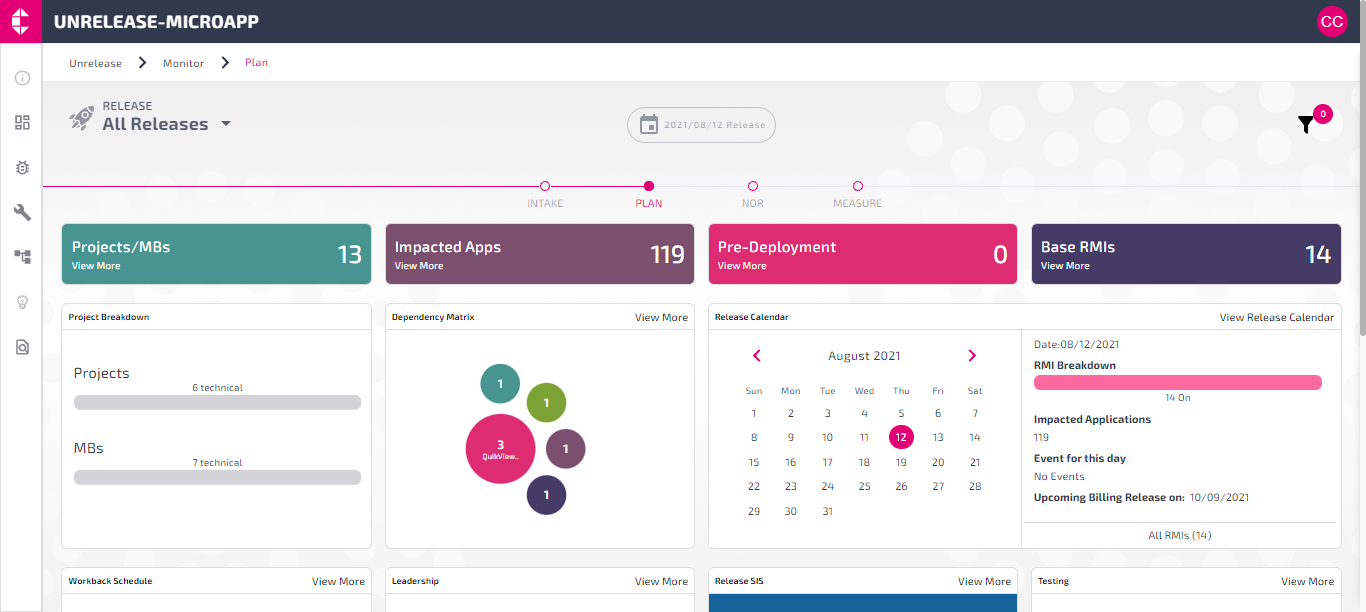 UNRELEASE-MICROAPP
CC
Unrelease
Monitor
Plan
RELEASE
All Releases
2021/08/12 Release
0
INTAKE
PLAN
NOR
MEASURE
Projects/MBs
View More
13
Impacted Apps
View More
119
Pre-Deployment
View More
0
Base RMIs
View More
14
Project Breakdown
Projects
6 technical
MBs
7 technical
Dependency Matrix
View More
1
1
3
QuikView...
1
1
Release Calendar
View Release Calendar
August 2021
Sun Mon Tue Wed Thu Fri Sat
1 2 3 4 5 6 7
8 9 10 11 12 13 14
15 16 17 18 19 20 21
22 23 24 25 26 27 28
29 30 31
Date:08/12/2021
RMI Breakdown
14 On
Impacted Applications
119
Event for this day
No Events
Upcoming Billing Release on: 10/09/2021
All RMIs (14)
Workback Schedule
View More
Leadership
View More
Release SIS
View More
Testing
View More